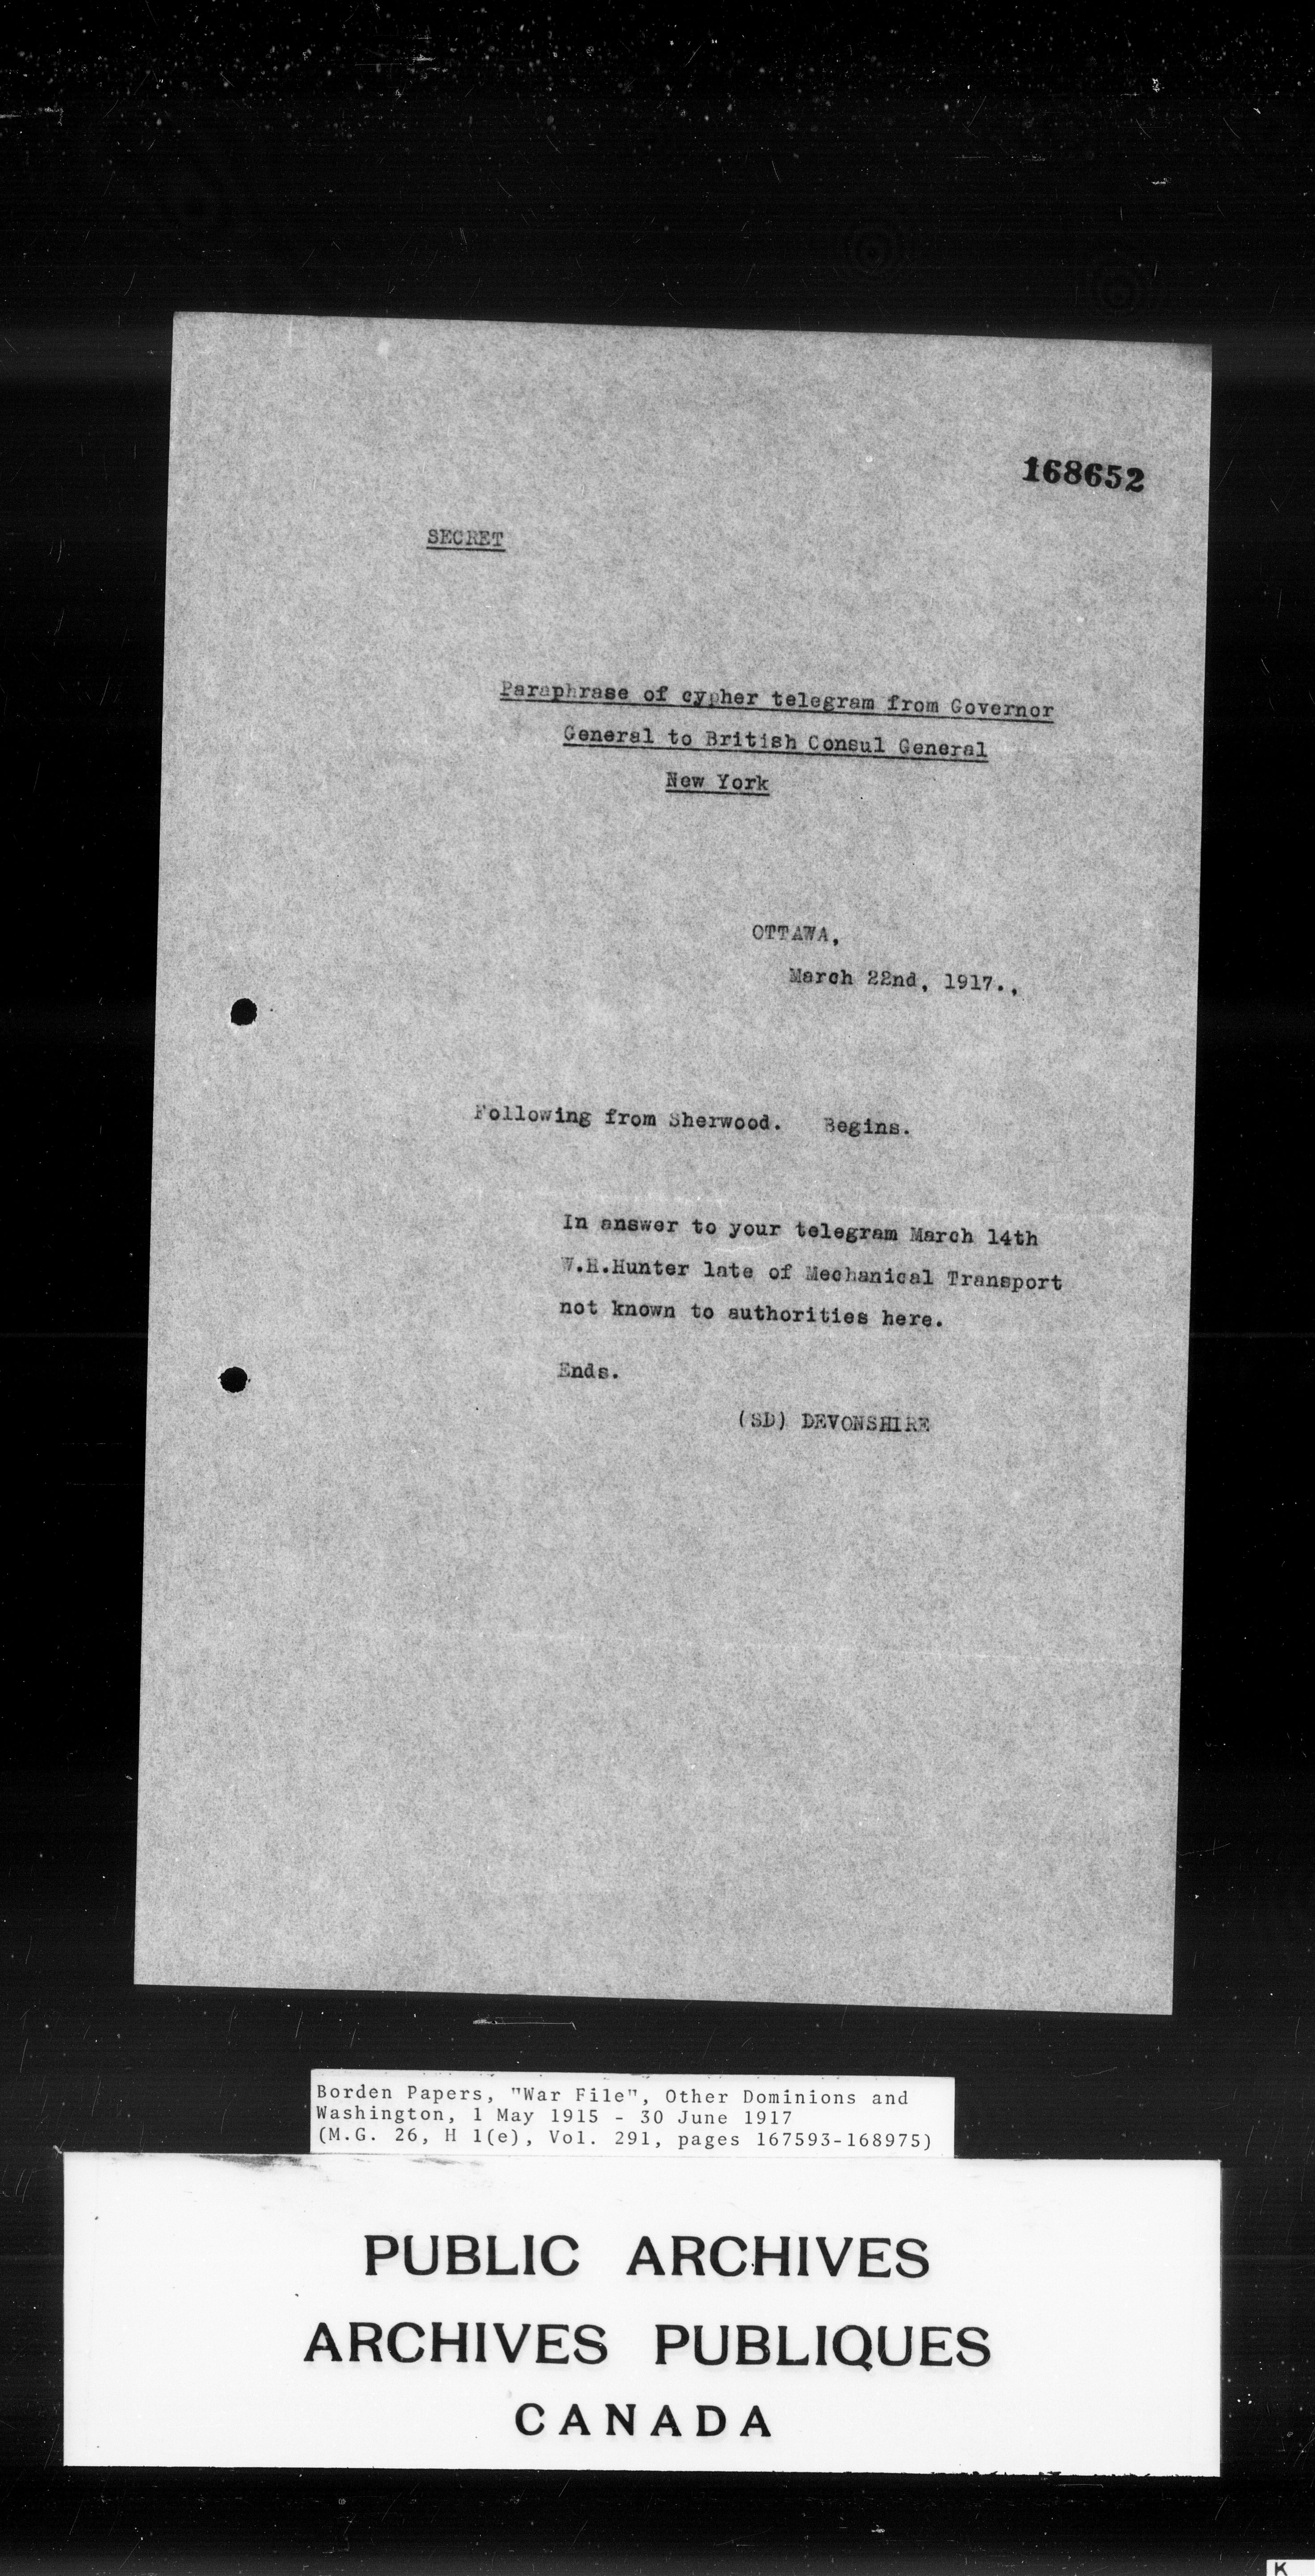 168652
SECRET
Paraphrase of cypher telegram from Governor
General to British Consul General
New York
OTTAWA,
March 22nd, 1917.,
Following from Sherwood. Begins.
In answer to your telegram March 14th
W.H.Hunter late of Mechanical Transport
not known to authorities here.
Ends.
(SD) DEVONSHIRE
Borden Papers, "War File", Other Dominions and
Washington, 1 May 1915 - 30 June 1917
(M.G. 26, H 1(e), Vol. 291, pages 167593-168975)
PUBLIC ARCHIVES
ARCHIVES PUBLIQUES
CANADA
K